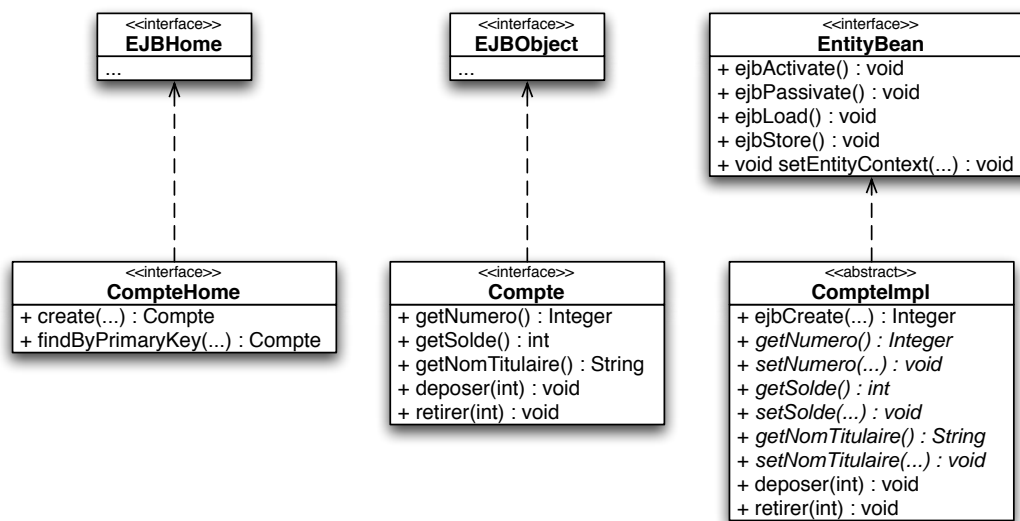 <<interface>>
EJBHome
...
<<interface>>
CompteHome
+ create(...) : Compte
+ findByPrimaryKey(...) : Compte
<<interface>>
EJBObject
...
<<interface>>
Compte
+ getNumero() : Integer
+ getSolde() : int
+ getNomTitulaire() : String
+ deposer(int) : void
+ retirer(int) : void
<<interface>>
EntityBean
+ ejbActivate() : void
+ ejbPassivate() : void
+ ejbLoad() : void
+ ejbStore() : void
+ void setEntityContext(...) : void
<<abstract>>
CompteImpl
+ ejbCreate(...) : Integer
+ getNumero() : Integer
+ setNumero(...) : void
+ getSolde() : int
+ setSolde(...) : void
+ getNomTitulaire() : String
+ setNomTitulaire(...) : void
+ deposer(int) : void
+ retirer(int) : void